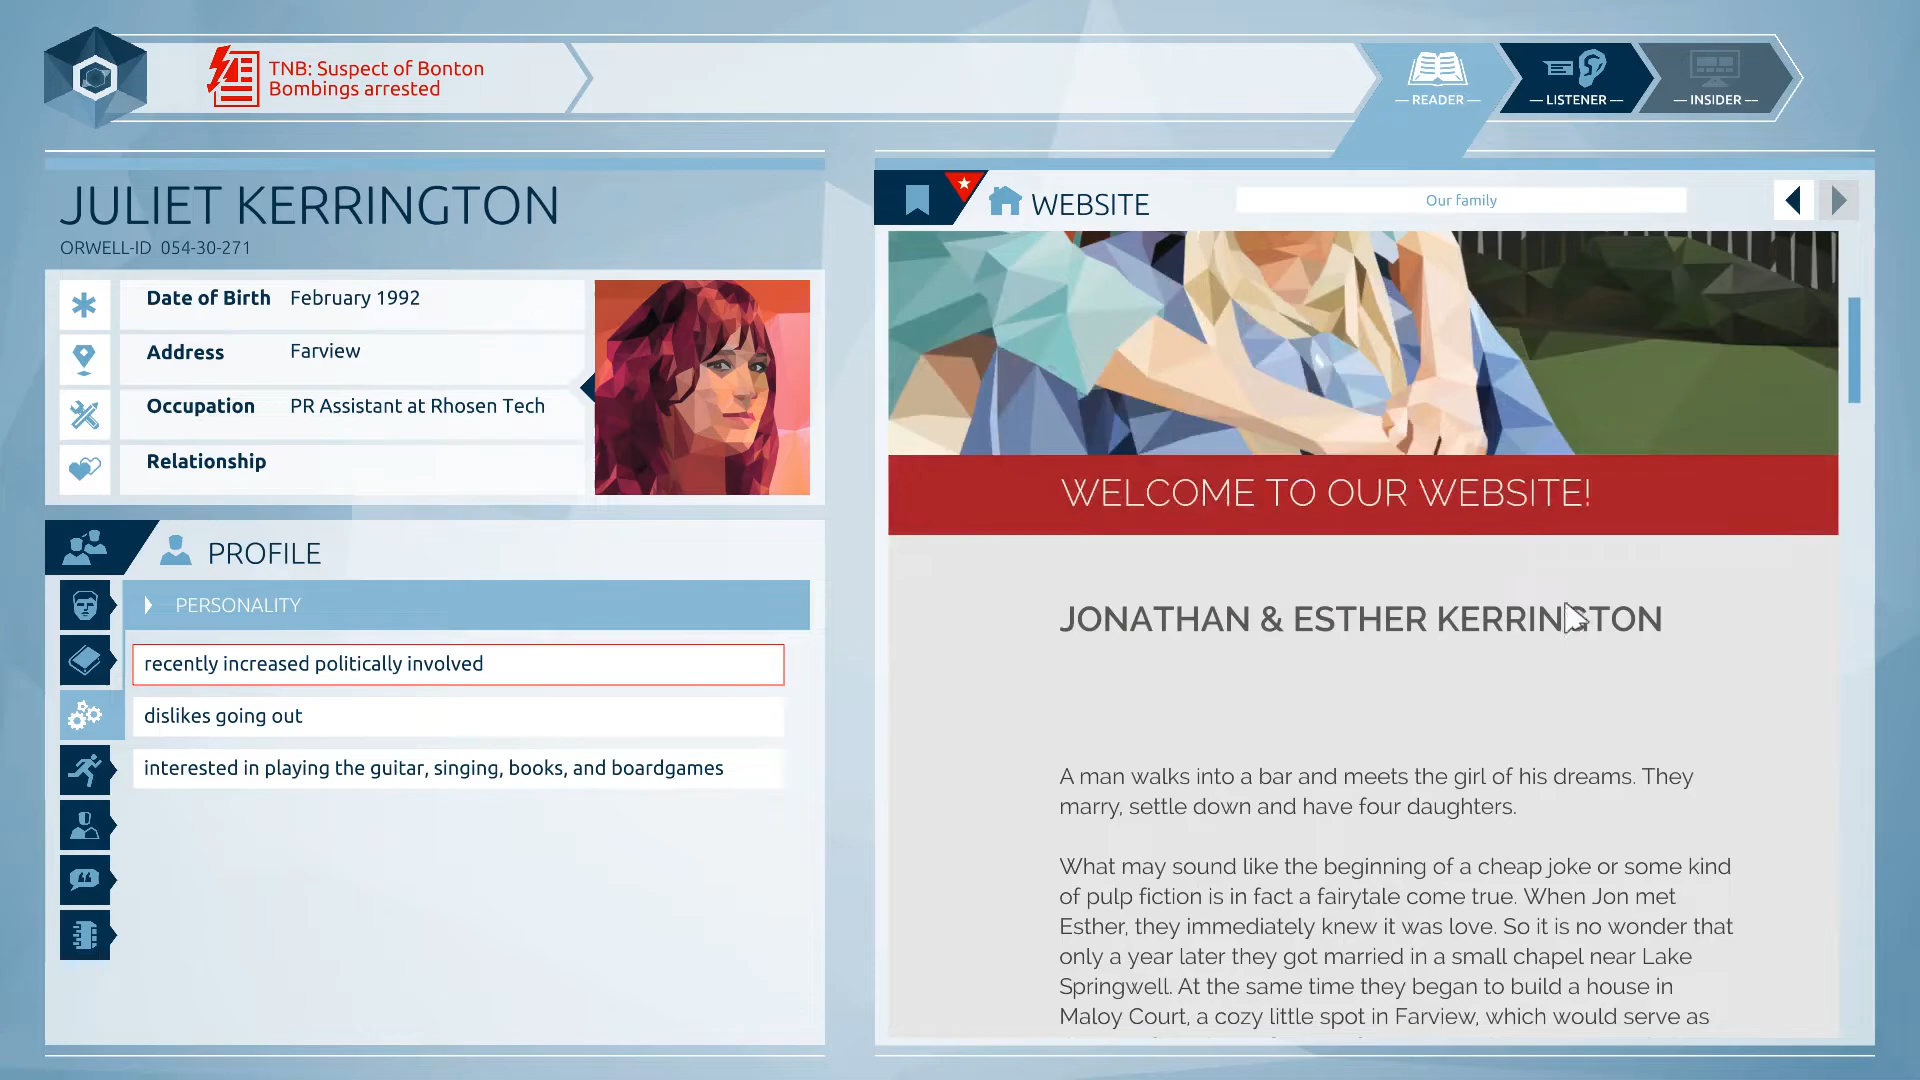 TNB: Suspect of Bonton
Bombings arrested
READER
LISTENER
INSIDER
JULIET KERRINGTON
ORWELL-ID 054-30-271
Date of Birth February 1992
Address Farview
Occupation PR Assistant at Rhosen Tech
Relationship
PROFILE
PERSONALITY
recently increased politically involved
dislikes going out
interested in playing the guitar, singing, books, and boardgames
WEBSITE
Our family
WELCOME TO OUR WEBSITE!
JONATHAN & ESTHER KERRINGTON
A man walks into a bar and meets the girl of his dreams. They
marry, settle down and have four daughters.
What may sound like the beginning of a cheap joke or some kind
of pulp fiction is in fact a fairytale come true. When Jon met
Esther, they immediately knew it was love. So it is no wonder that
only a year later they got married in a small chapel near Lake
Springwell. At the same time they began to build a house in
Maloy Court, a cozy little spot in Farview, which would serve as